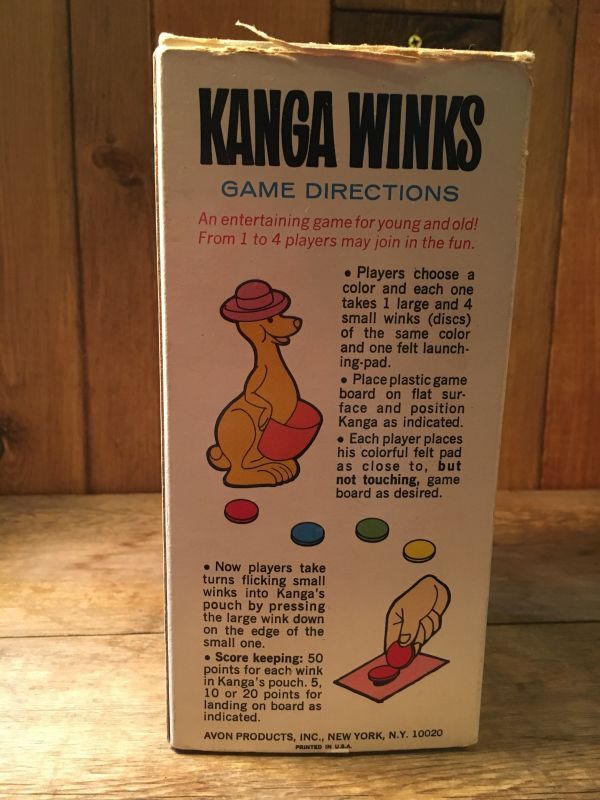 KANGA WINKS
GAME DIRECTIONS
An entertaining game for young and old!
From 1 to 4 players may join in the fun.
• Players choose a
color and each one
takes 1 large and 4
small winks (discs)
of the same color
and one felt launch-
ing-pad.
• Place plastic game
board on flat sur-
face and position
Kanga as indicated.
• Each player places
his colorful felt pad
as close to, but
not touching, game
board as desired.
• Now players take
turns flicking small
winks into Kanga's
pouch by pressing
the large wink down
on the edge of the
small one.
• Score keeping: 50
points for each wink
in Kanga's pouch. 5,
10 or 20 points for
landing on board as
indicated.
AVON PRODUCTS, INC., NEW YORK, N.Y. 10020
PRINTED IN U.S.A.